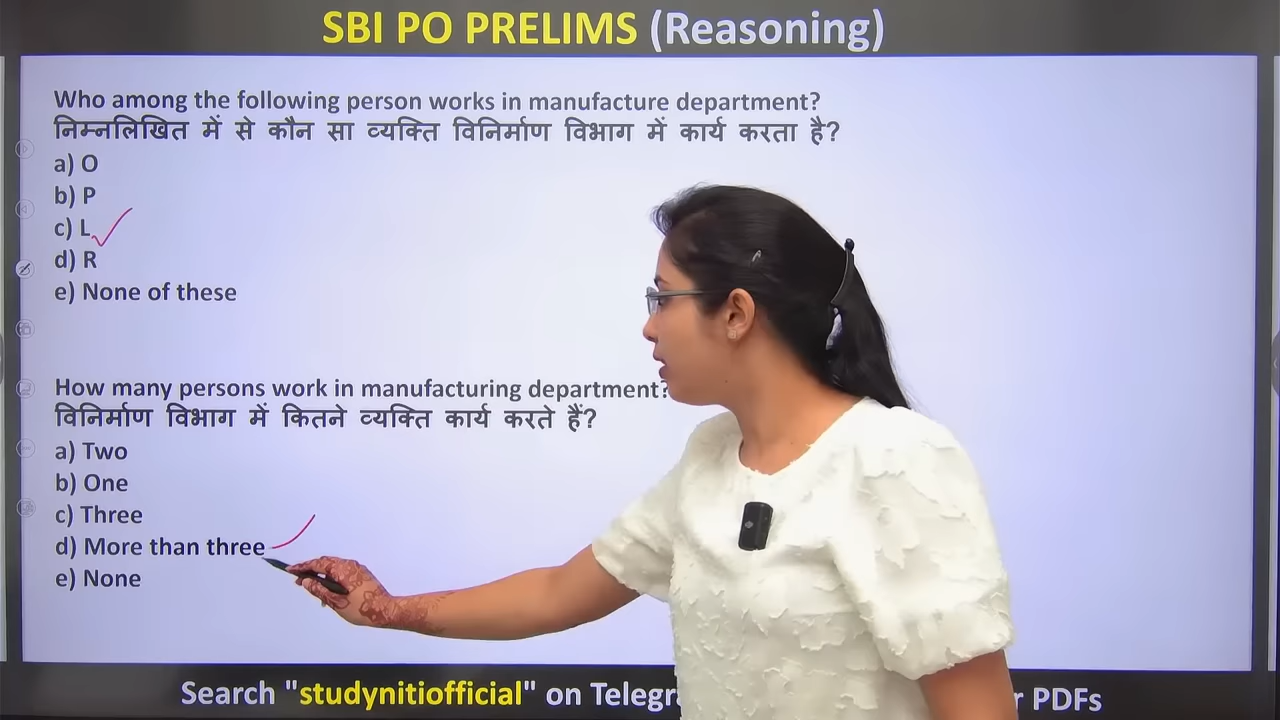 SBI PO PRELIMS (Reasoning)
Who among the following person works in manufacture department?
निम्नलिखित में से कौन सा व्यक्ति विनिर्माण विभाग में कार्य करता है?
a) O
b) P
c) L
d) R
e) None of these
How many persons work in manufacturing department?
विनिर्माण विभाग में कितने व्यक्ति कार्य करते हैं?
a) Two
b) One
c) Three
d) More than three
e) None
Search "studynitiofficial" on Telegra r PDFs